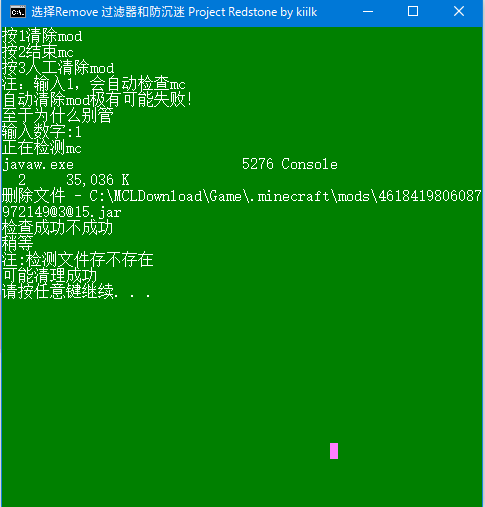 选择Remove 过滤器和防沉迷 Project Redstone by kiilk
按1清除mod
按2结束mc
按3人工清除mod
注：输入1，会自动检查mc
自动清除mod极有可能失败!
至于为什么别管
输入数字:1
正在检测mc
javaw.exe 5276 Console
2 35,036 K
删除文件 - C:\MCLDownload\Game\.minecraft\mods\4618419806087
972149@3@15.jar
检查成功不成功
稍等
注:检测文件存不存在
可能清理成功
请按任意键继续. . .